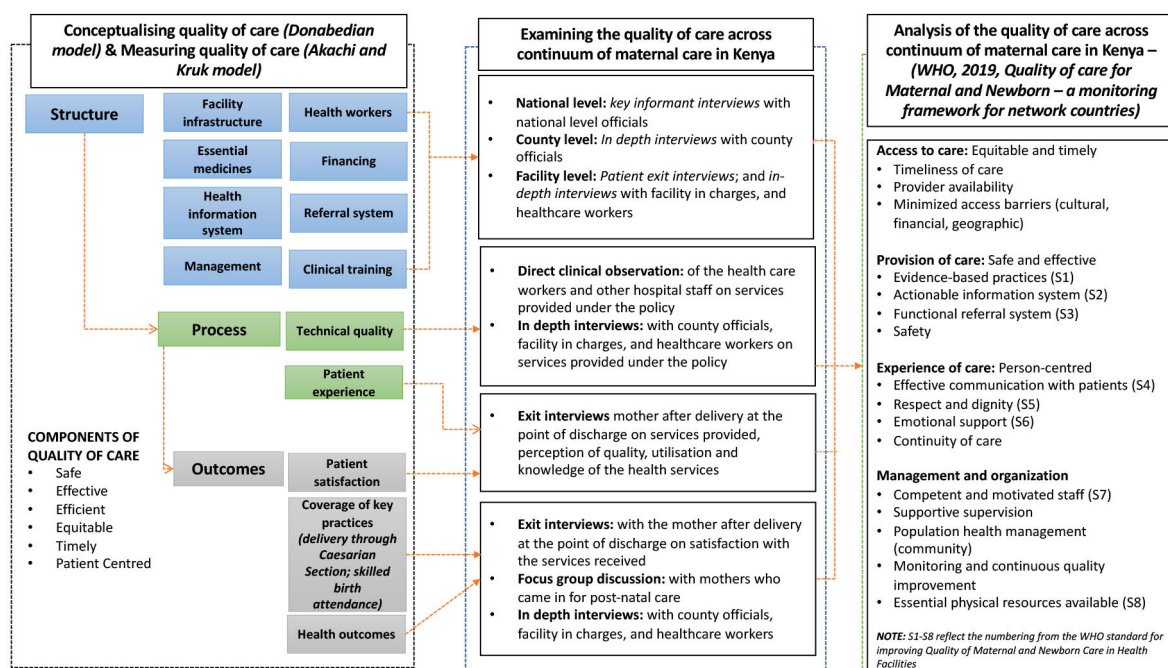 Conceptualising quality of care (Donabedian
model) & Measuring quality of care (Akachi and
Kruk model)
Structure
Facility
infrastructure
Health workers
Essential
medicines
Financing
Health
information
system
Referral system
Management
Clinical training
Process
Technical quality
Patient
experience
COMPONENTS OF
QUALITY OF CARE
• Safe
• Effective
• Efficient
• Equitable
• Timely
• Patient Centred
Outcomes
Patient
satisfaction
Coverage of key
practices
(delivery through
Caesarian
Section; skilled
birth
attendance)
Health outcomes
Examining the quality of care across
continuum of maternal care in Kenya
• National level: key informant interviews with
national level officials
• County level: In depth interviews with county
officials
• Facility level: Patient exit interviews; and in-
depth interviews with facility in charges, and
healthcare workers
• Direct clinical observation: of the health care
workers and other hospital staff on services
provided under the policy
• In depth interviews: with county officials,
facility in charges, and healthcare workers on
services provided under the policy
• Exit interviews mother after delivery at the
point of discharge on services provided,
perception of quality, utilisation and
knowledge of the health services
• Exit interviews: with the mother after delivery
at the point of discharge on satisfaction with
the services received
• Focus group discussion: with mothers who
came in for post-natal care
• In depth interviews: with county officials,
facility in charges, and healthcare workers
Analysis of the quality of care across
continuum of maternal care in Kenya –
(WHO, 2019, Quality of care for
Maternal and Newborn – a monitoring
framework for network countries)
Access to care: Equitable and timely
• Timeliness of care
• Provider availability
• Minimized access barriers (cultural,
financial, geographic)
Provision of care: Safe and effective
• Evidence-based practices (S1)
• Actionable information system (S2)
• Functional referral system (S3)
• Safety
Experience of care: Person-centred
• Effective communication with patients (S4)
• Respect and dignity (S5)
• Emotional support (S6)
• Continuity of care
Management and organization
• Competent and motivated staff (S7)
• Supportive supervision
• Population health management
(community)
• Monitoring and continuous quality
improvement
• Essential physical resources available (S8)
NOTE: S1-S8 reflect the numbering from the WHO standard for
improving Quality of Maternal and Newborn Care in Health
Facilities